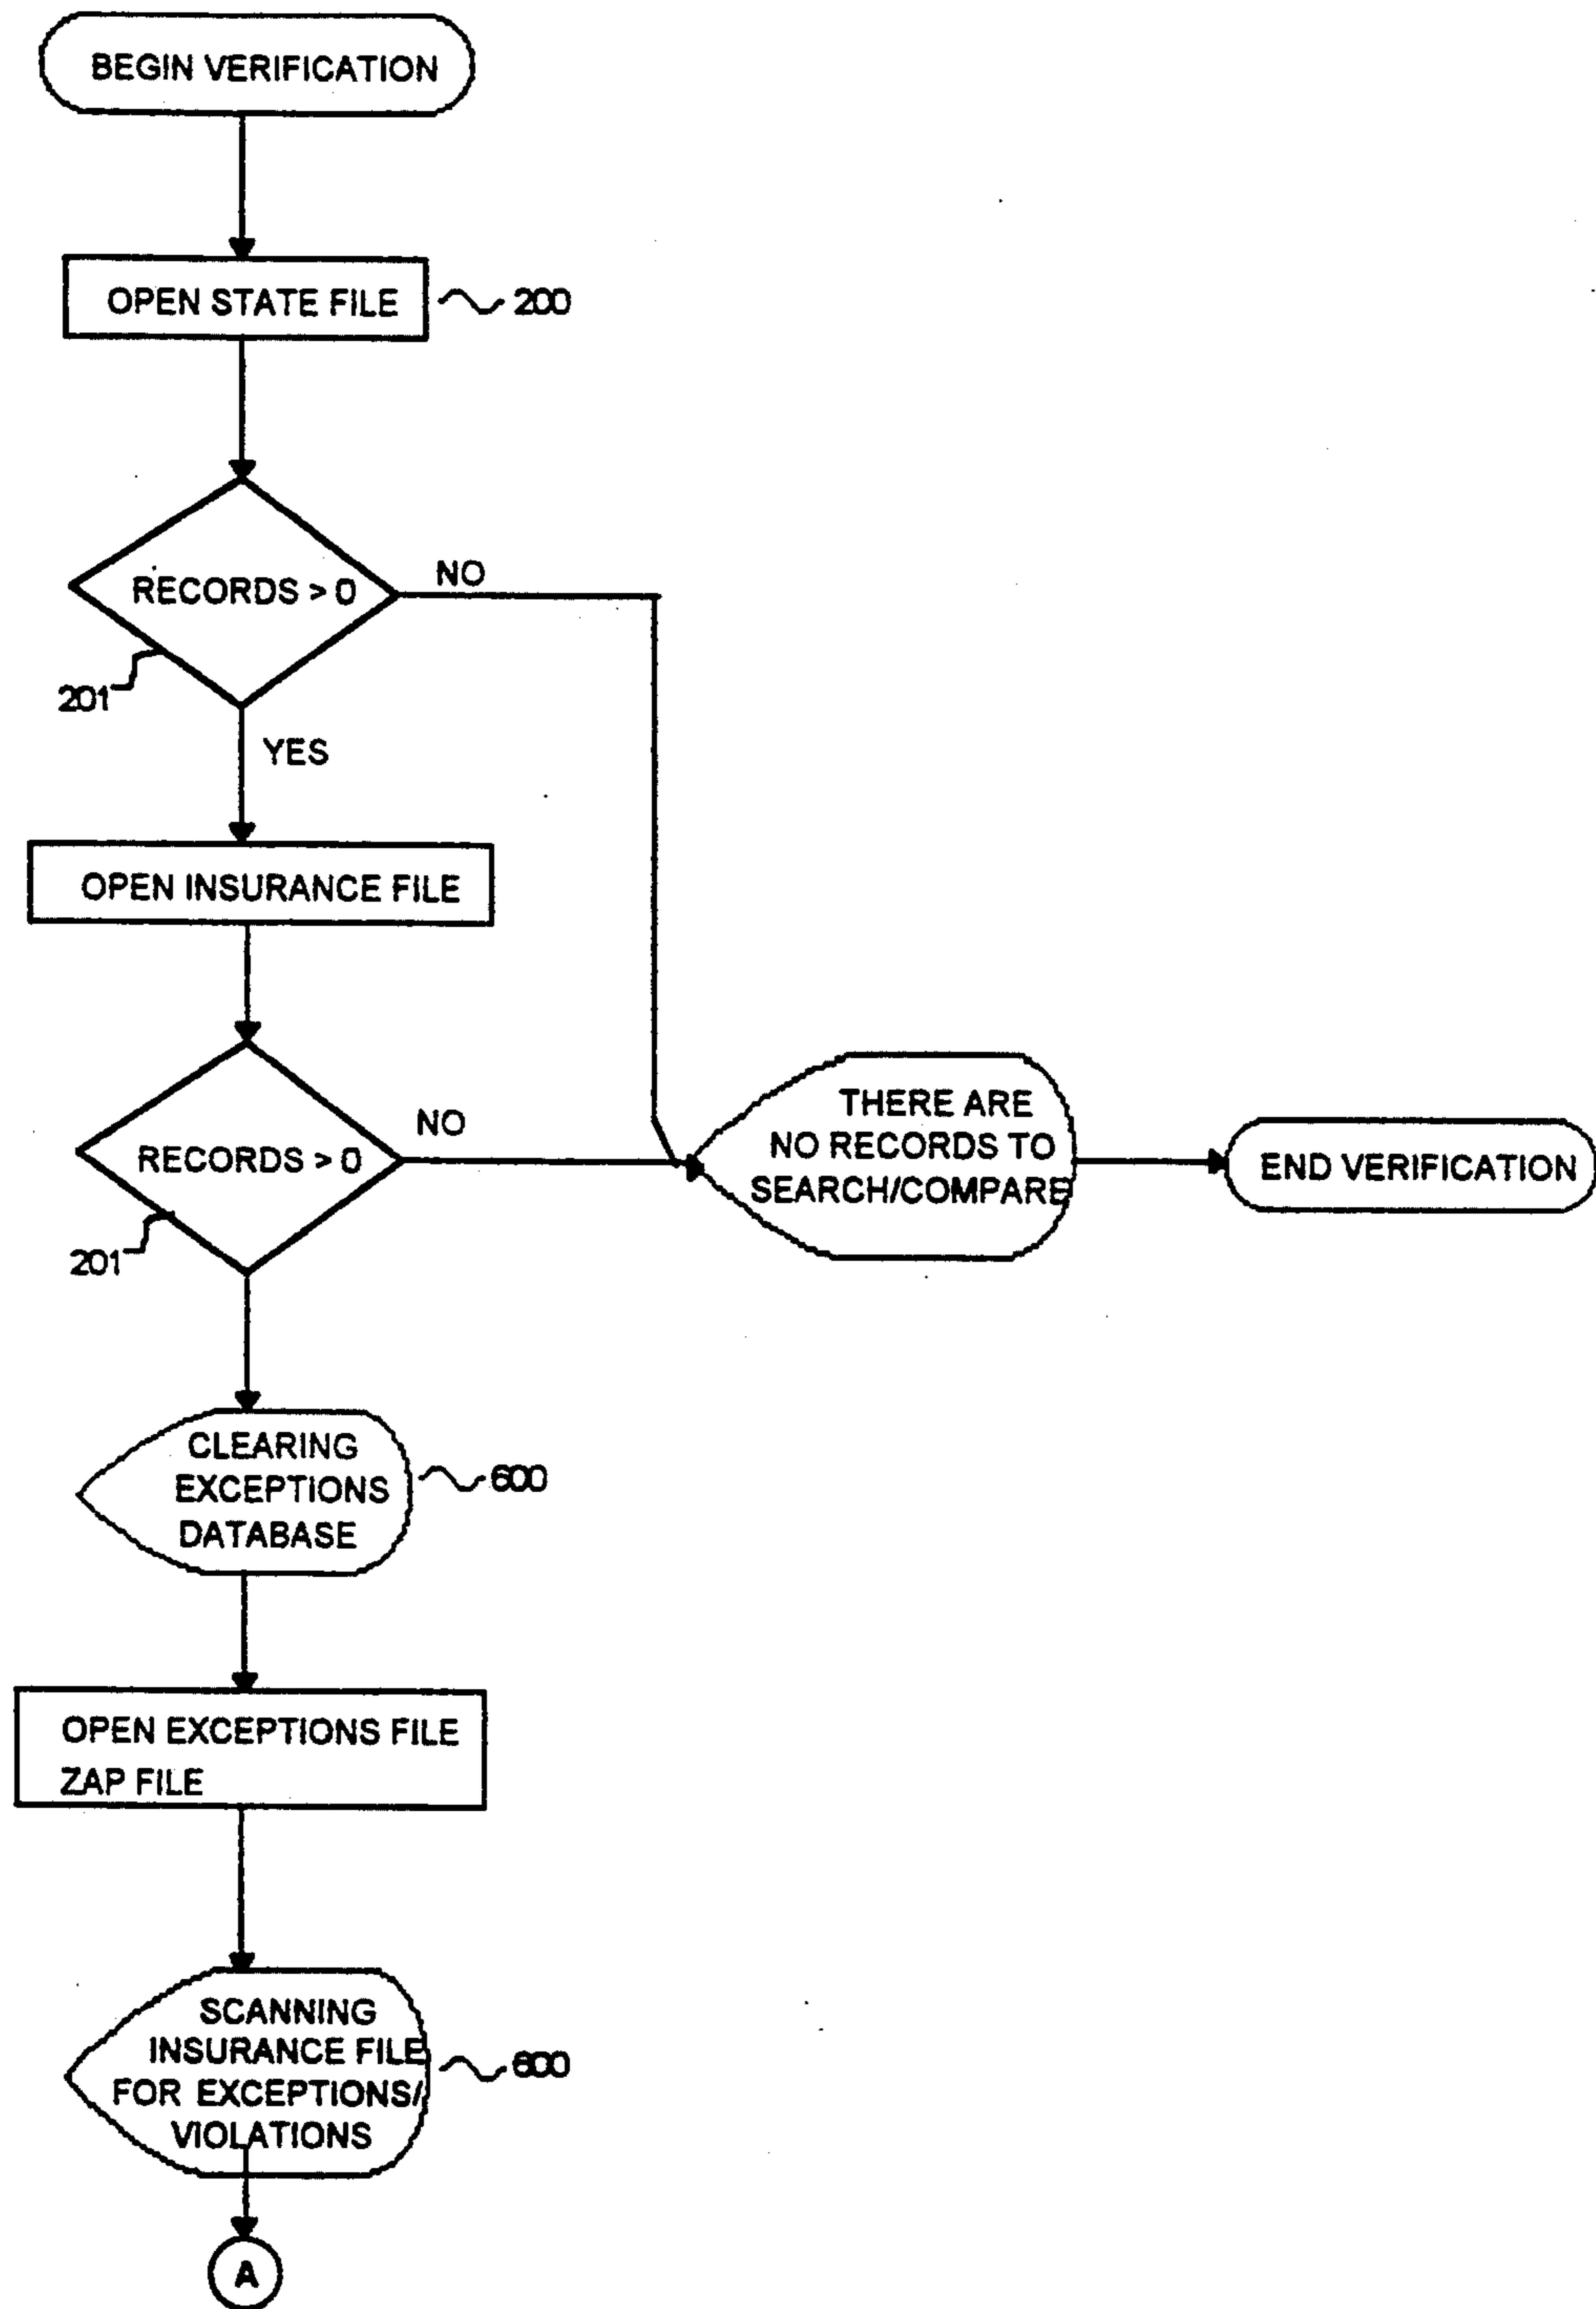 BEGIN VERIFICATION
OPEN STATE FILE
200
RECORDS > 0
NO
201
YES
OPEN INSURANCE FILE
RECORDS > 0
NO
201
THERE ARE
NO RECORDS TO
SEARCH/COMPARE
END VERIFICATION
CLEARING
EXCEPTIONS
DATABASE
600
OPEN EXCEPTIONS FILE
ZAP FILE
SCANNING
INSURANCE FILE
FOR EXCEPTIONS/
VIOLATIONS
600
A